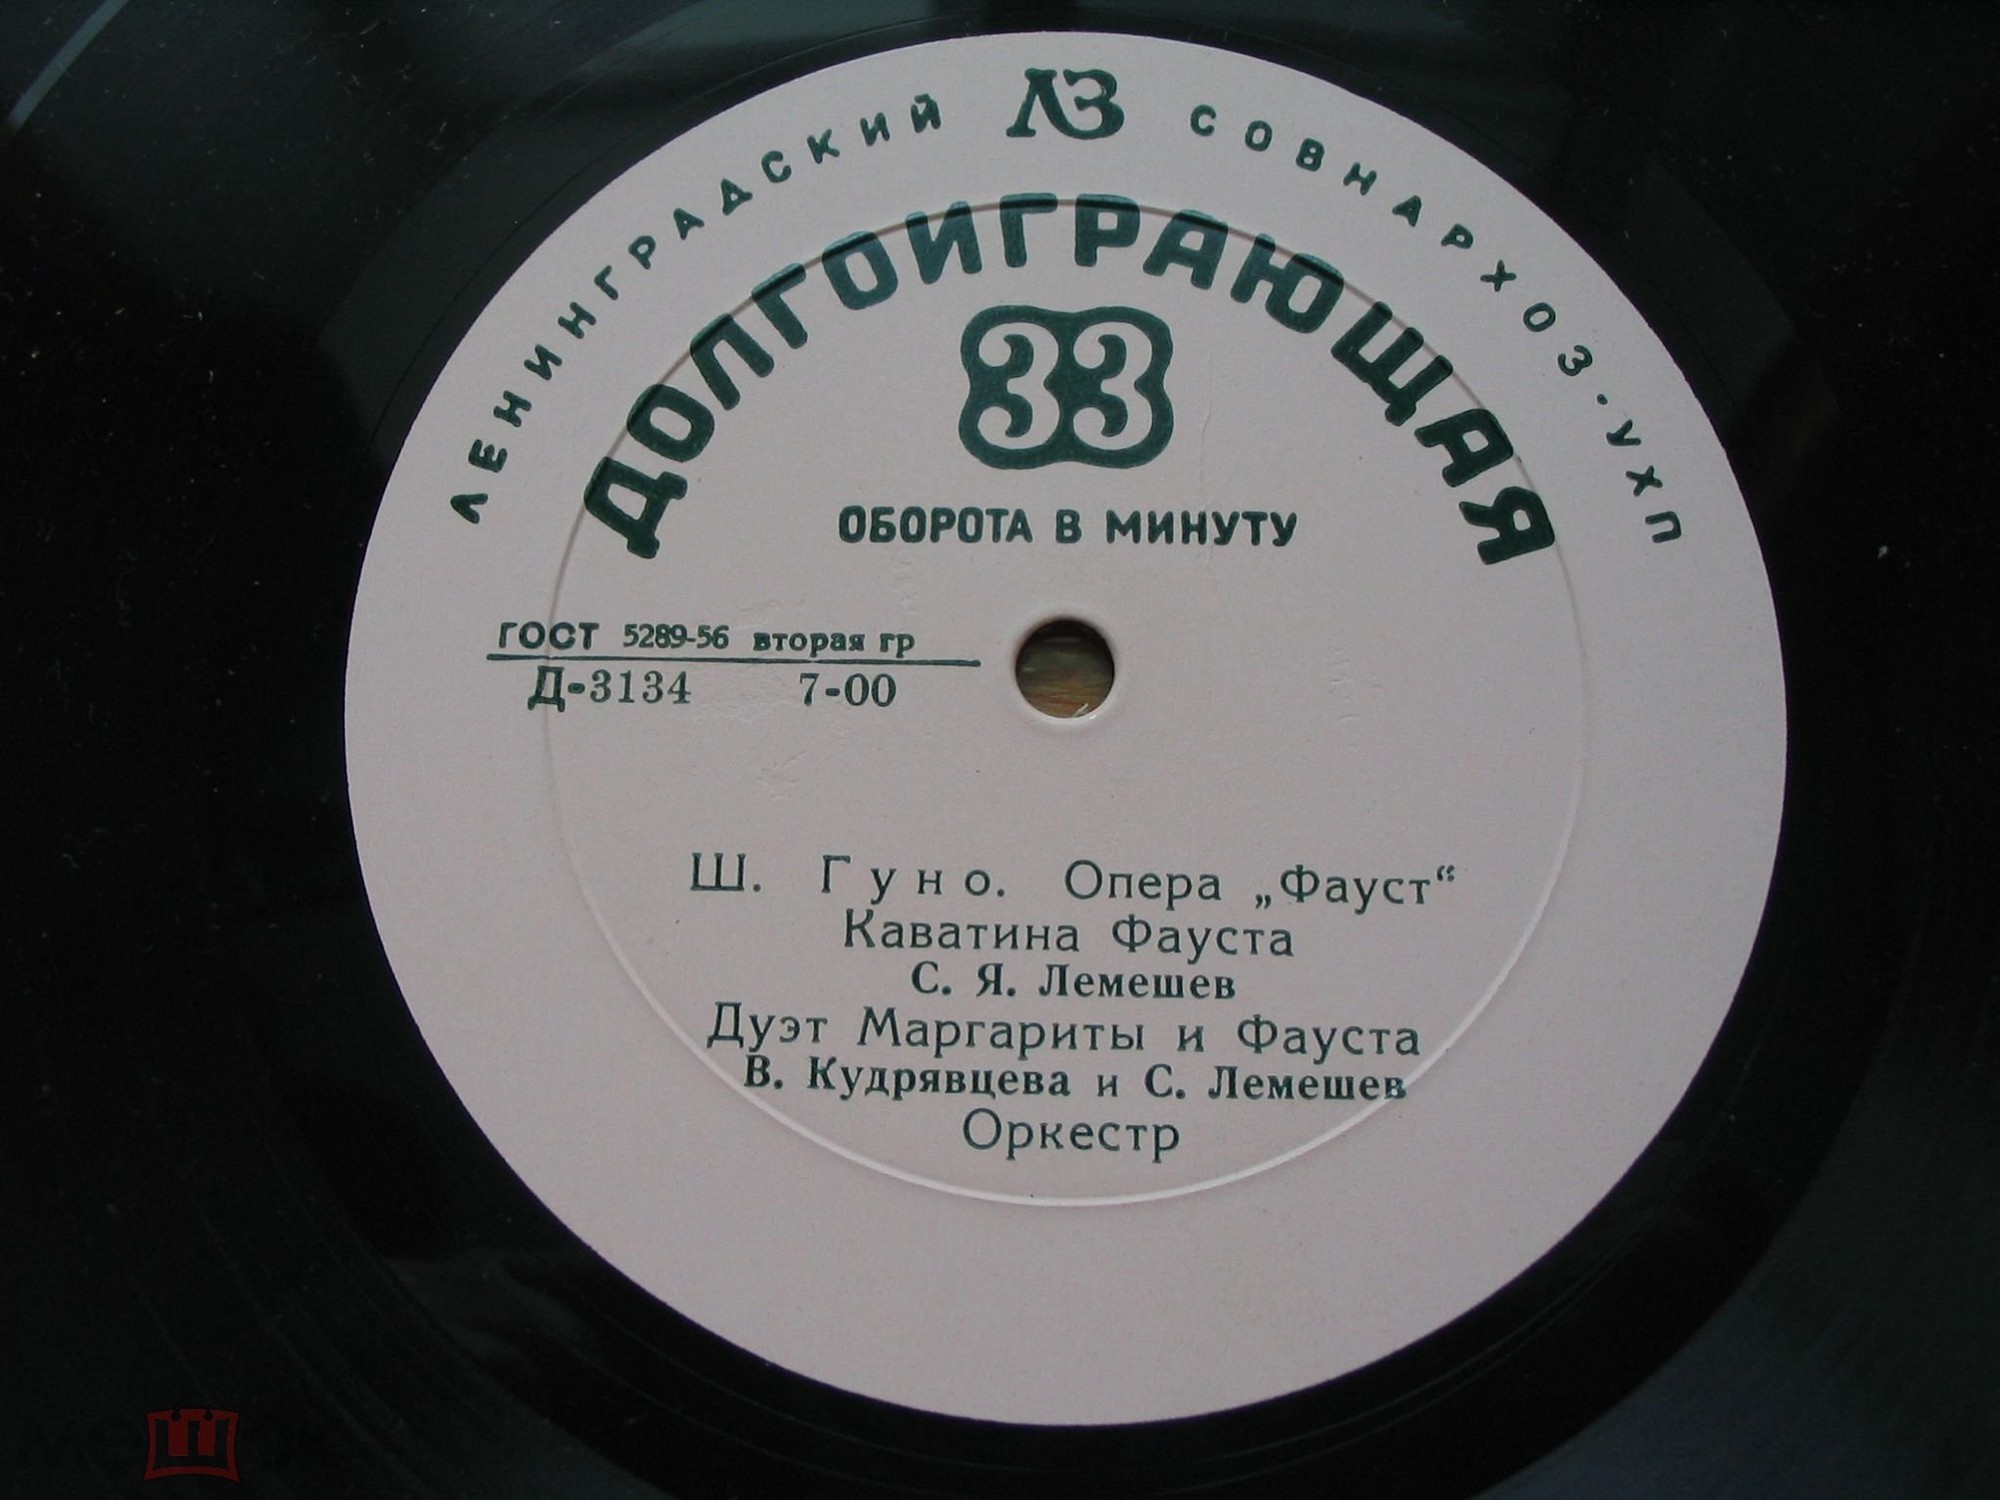 ЛЕНИНГРАДСКИЙ ЛЗ СОВНАРХОЗ · УХП
ДОЛГОИГРАЮЩАЯ
33
ОБОРОТА В МИНУТУ
ГОСТ 5289-56 вторая гр
Д-3134 7-00
Ш. Гуно. Опера „Фауст“
Каватина Фауста
С. Я. Лемешев
Дуэт Маргариты и Фауста
В. Кудрявцева и С. Лемешев
Оркестр
мешок